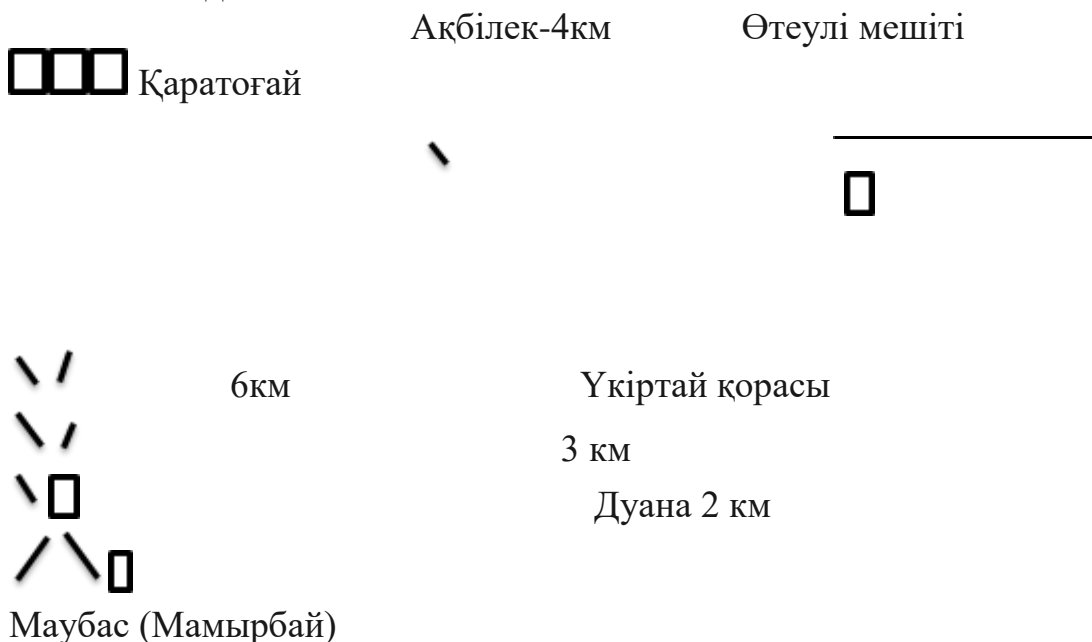 Ақбілек-4км Өтеулі мешіті
Қаратоғай
6км Үкіртай қорасы
3 км
Дуана 2 км
Маубас (Мамырбай)